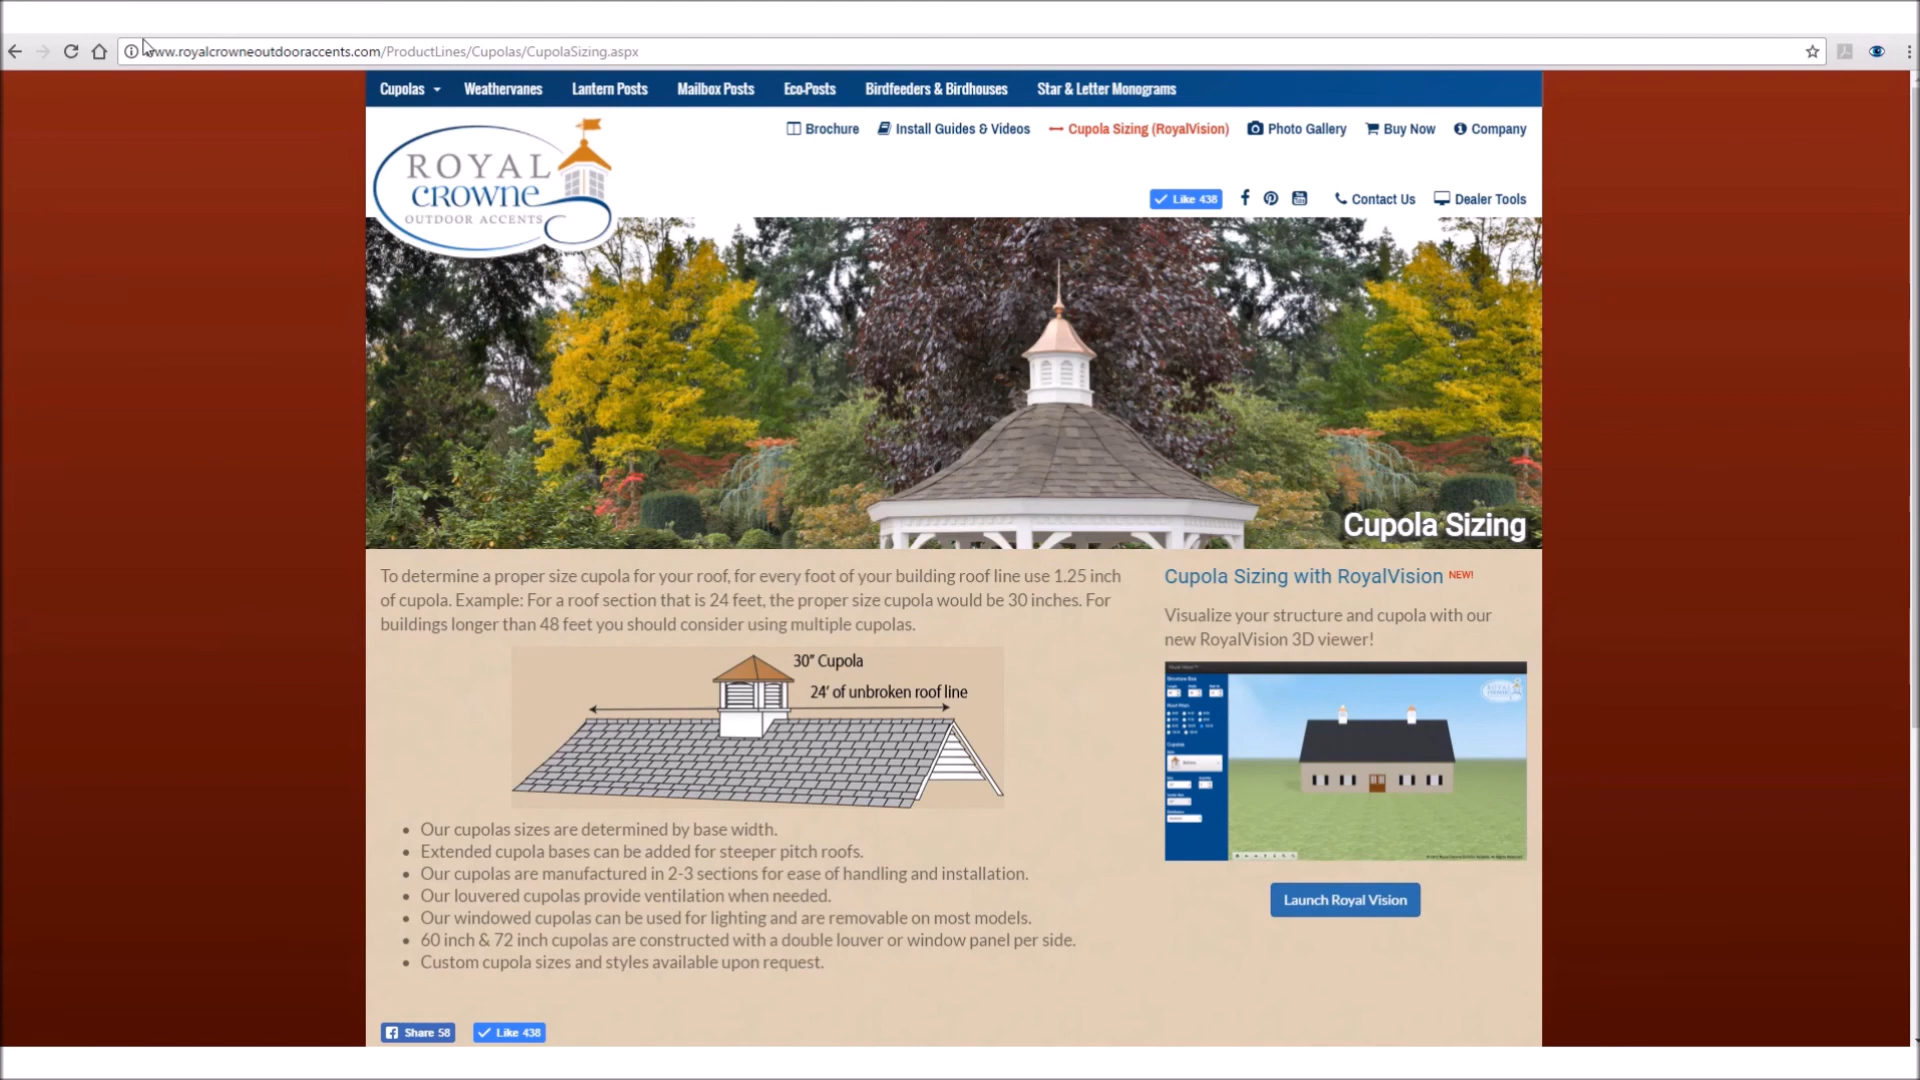 www.royalcrowneoutdooraccents.com/ProductLines/Cupolas/CupolaSizing.aspx
Cupolas Weathervanes Lantern Posts Mailbox Posts Eco-Posts Birdfeeders & Birdhouses Star & Letter Monograms
Brochure Install Guides & Videos Cupola Sizing (RoyalVision) Photo Gallery Buy Now Company
ROYAL
crowne
OUTDOOR ACCENTS
Like 438 Contact Us Dealer Tools
Cupola Sizing
To determine a proper size cupola for your roof, for every foot of your building roof line use 1.25 inch
of cupola. Example: For a roof section that is 24 feet, the proper size cupola would be 30 inches. For
buildings longer than 48 feet you should consider using multiple cupolas.
30" Cupola
24' of unbroken roof line
• Our cupolas sizes are determined by base width.
• Extended cupola bases can be added for steeper pitch roofs.
• Our cupolas are manufactured in 2-3 sections for ease of handling and installation.
• Our louvered cupolas provide ventilation when needed.
• Our windowed cupolas can be used for lighting and are removable on most models.
• 60 inch & 72 inch cupolas are constructed with a double louver or window panel per side.
• Custom cupola sizes and styles available upon request.
Share 58 Like 438
Cupola Sizing with RoyalVision NEW!
Visualize your structure and cupola with our
new RoyalVision 3D viewer!
Launch Royal Vision